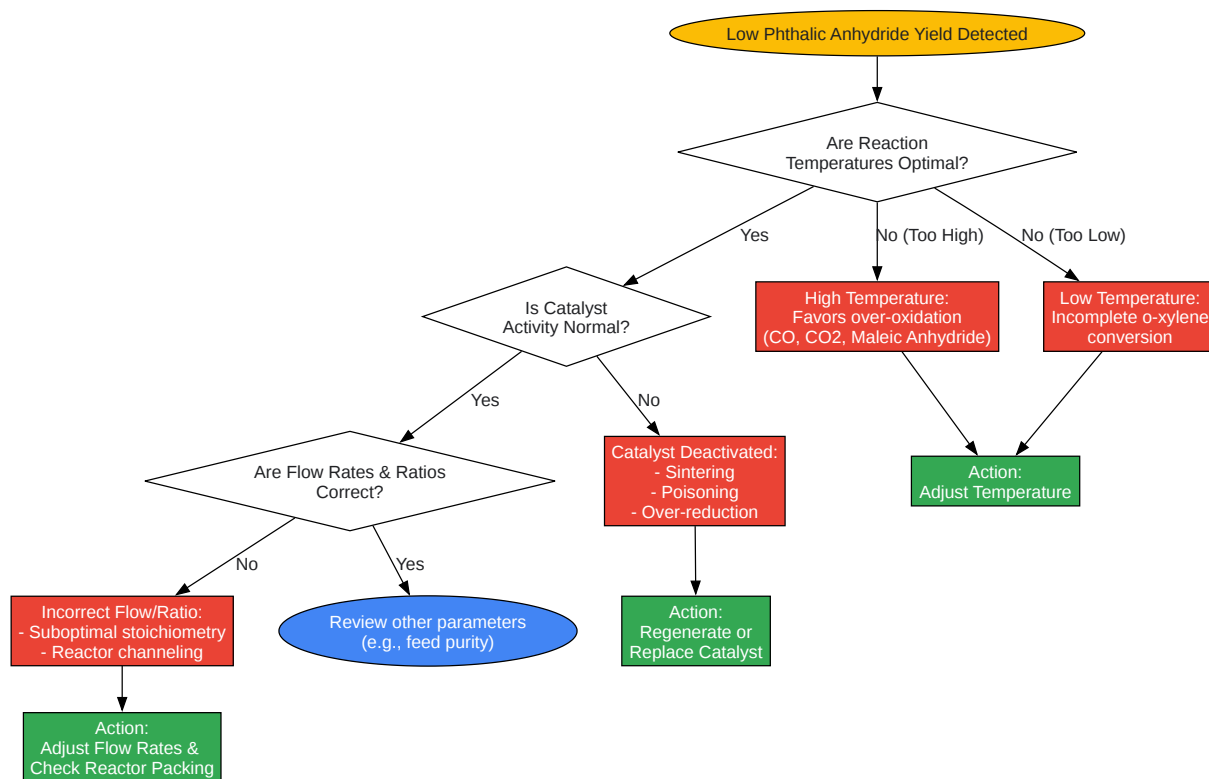 Low Phthalic Anhydride Yield Detected
Are Reaction
Temperatures Optimal?
Yes
No (Too High)
No (Too Low)
Is Catalyst
Activity Normal?
High Temperature:
Favors over-oxidation
(CO, CO2, Maleic Anhydride)
Low Temperature:
Incomplete o-xylene
conversion
Yes
No
Are Flow Rates & Ratios
Correct?
Catalyst Deactivated:
- Sintering
- Poisoning
- Over-reduction
Action:
Adjust Temperature
No
Yes
Incorrect Flow/Ratio:
- Suboptimal stoichiometry
- Reactor channeling
Review other parameters
(e.g., feed purity)
Action:
Regenerate or
Replace Catalyst
Action:
Adjust Flow Rates &
Check Reactor Packing